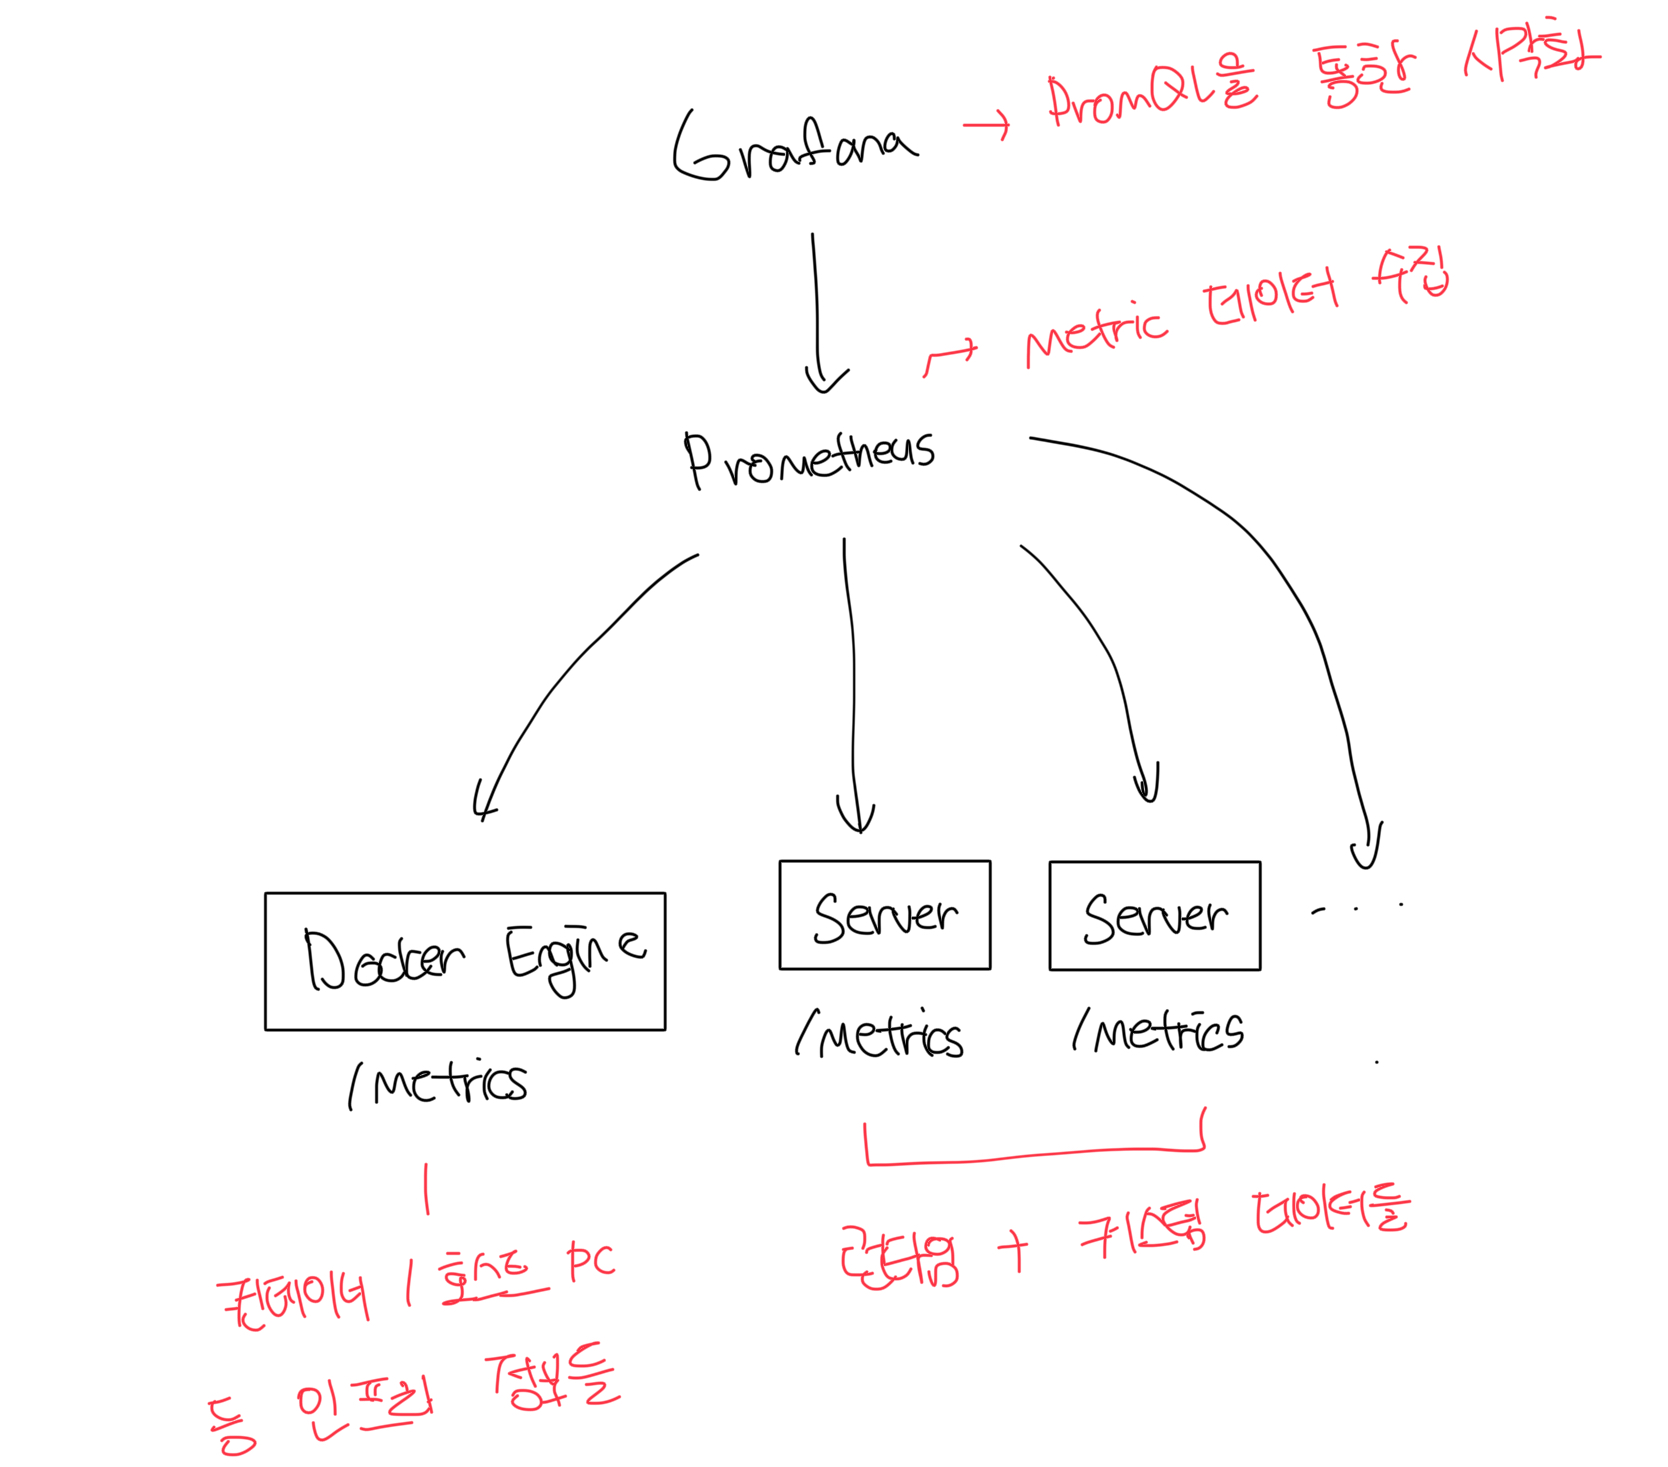 Grafana → PromQL을 통한 시각화
→ metric 데이터 수집
Prometheus
Docker Engine
/metrics
Server
/metrics
Server
/metrics
...
컨테이너 / 호스트 PC
등 인프라 정보들
런타임 + 커스텀 데이터들